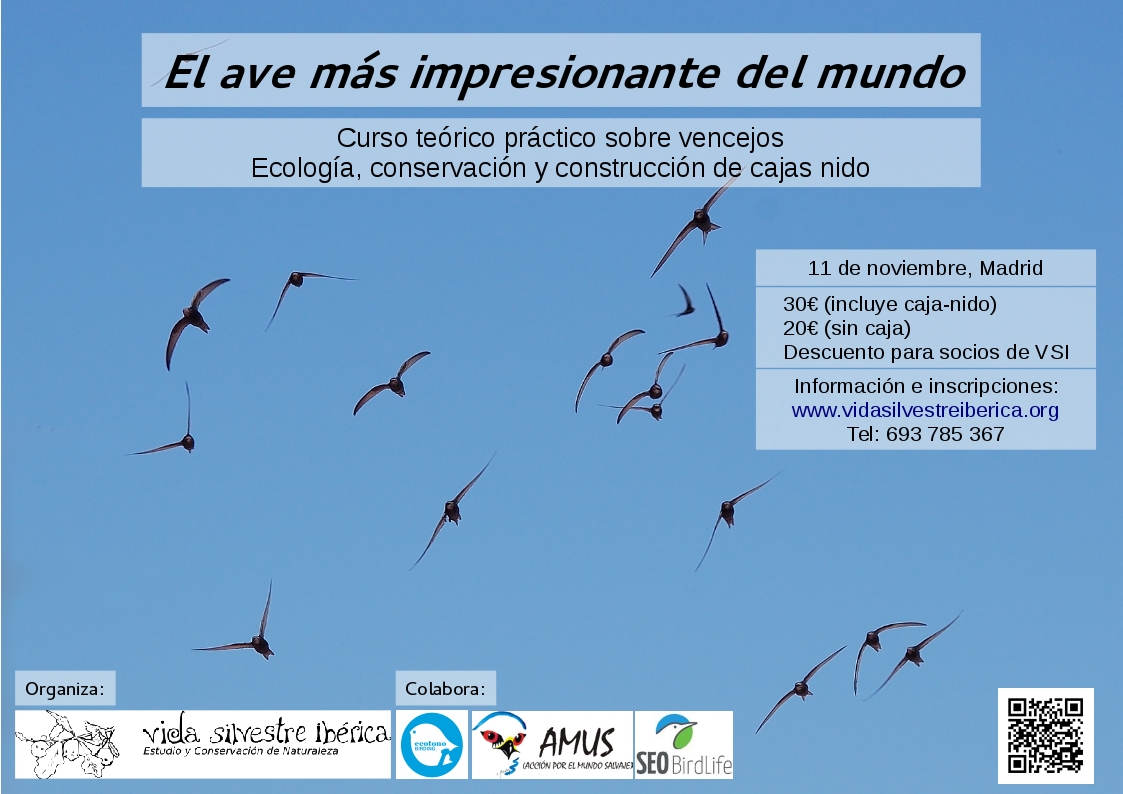 El ave más impresionante del mundo
Curso teórico práctico sobre vencejos
Ecología, conservación y construcción de cajas nido
11 de noviembre, Madrid
30€ (incluye caja-nido)
20€ (sin caja)
Descuento para socios de VSI
Información e inscripciones:
www.vidasilvestreiberica.org
Tel: 693 785 367
Organiza:
vida silvestre ibérica
Estudio y Conservación de Naturaleza
Colabora:
ecotono
BIRDING
AMUS
(ACCIÓN POR EL MUNDO SALVAJE)
SEO BirdLife